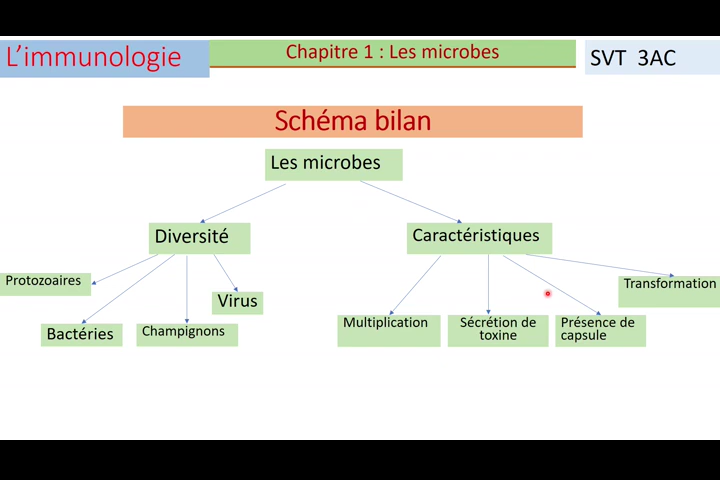 L’immunologie
Chapitre 1 : Les microbes
SVT 3AC
Schéma bilan
Les microbes
Diversité
Caractéristiques
Protozoaires
Bactéries
Champignons
Virus
Multiplication
Sécrétion de
toxine
Présence de
capsule
Transformation